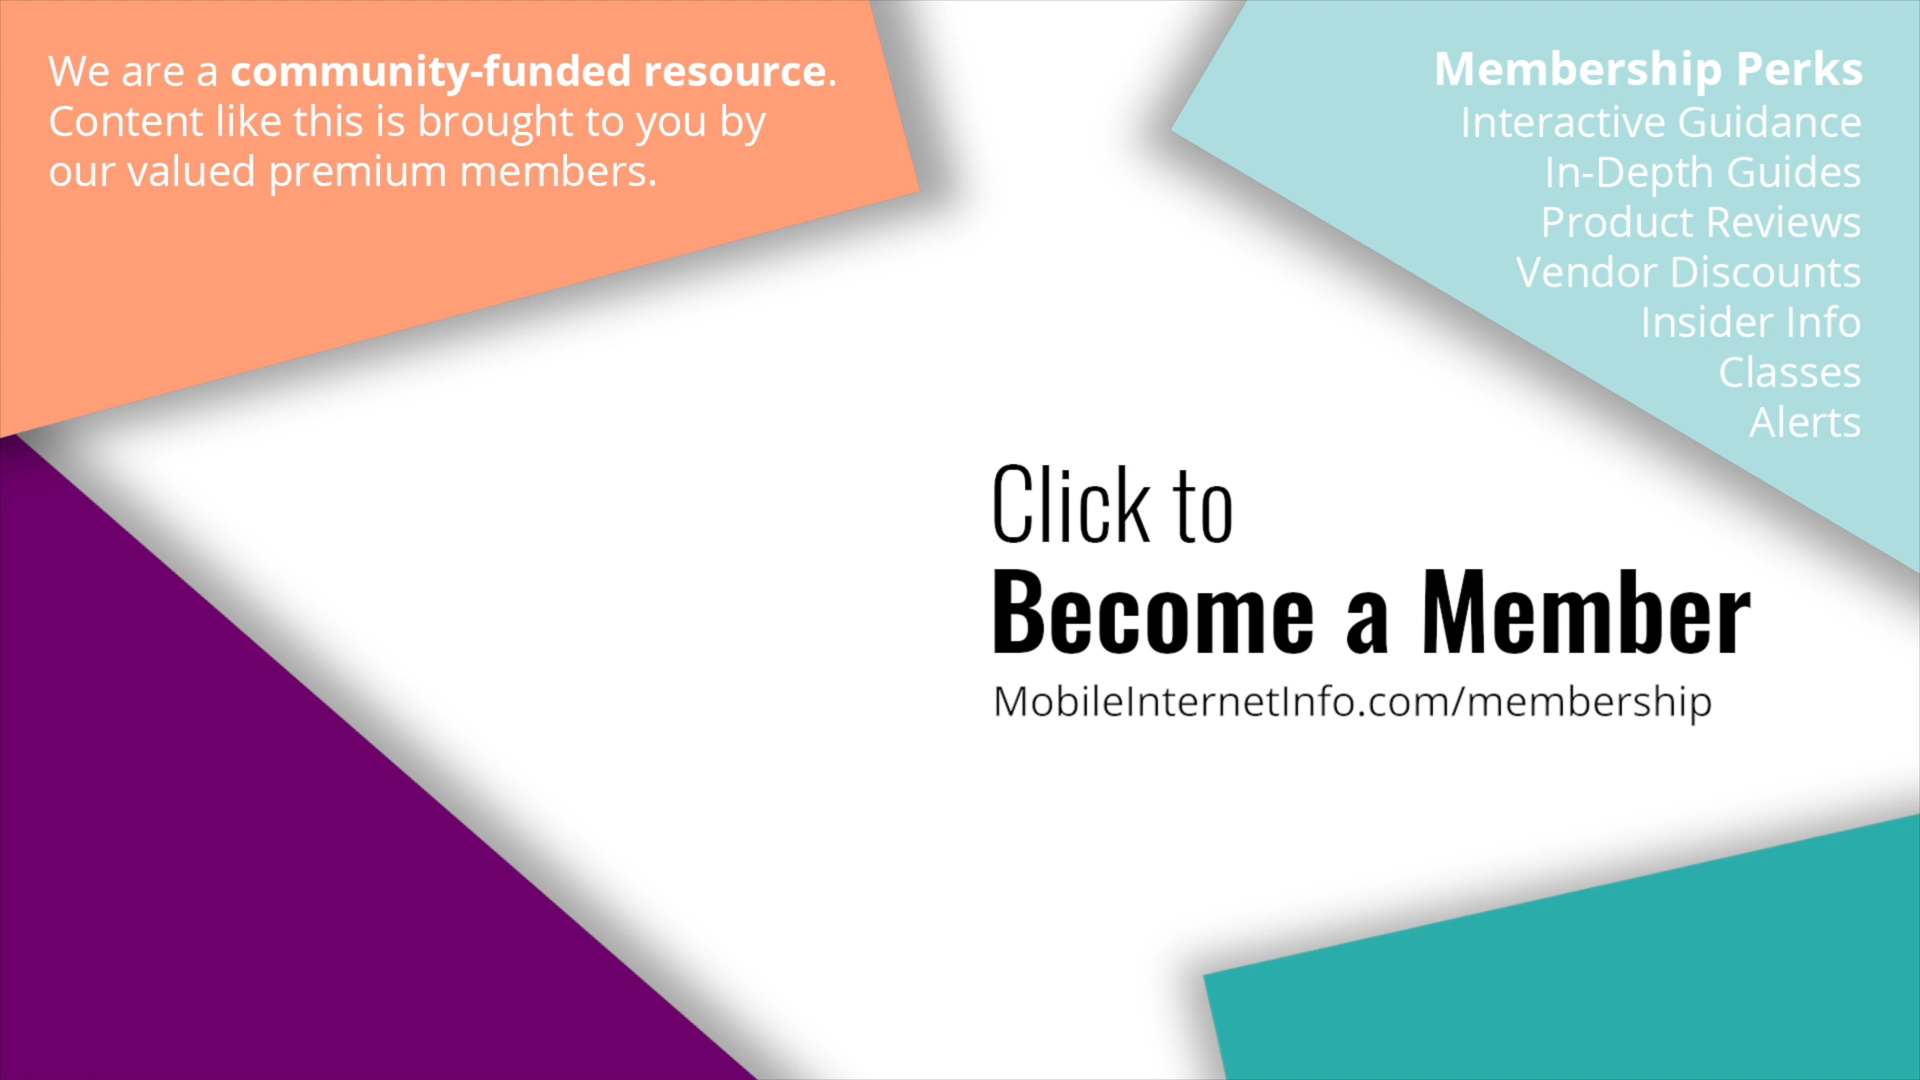 We are a community-funded resource.
Content like this is brought to you by
our valued premium members.
Membership Perks
Interactive Guidance
In-Depth Guides
Product Reviews
Vendor Discounts
Insider Info
Classes
Alerts
Click to
Become a Member
MobileInternetInfo.com/membership